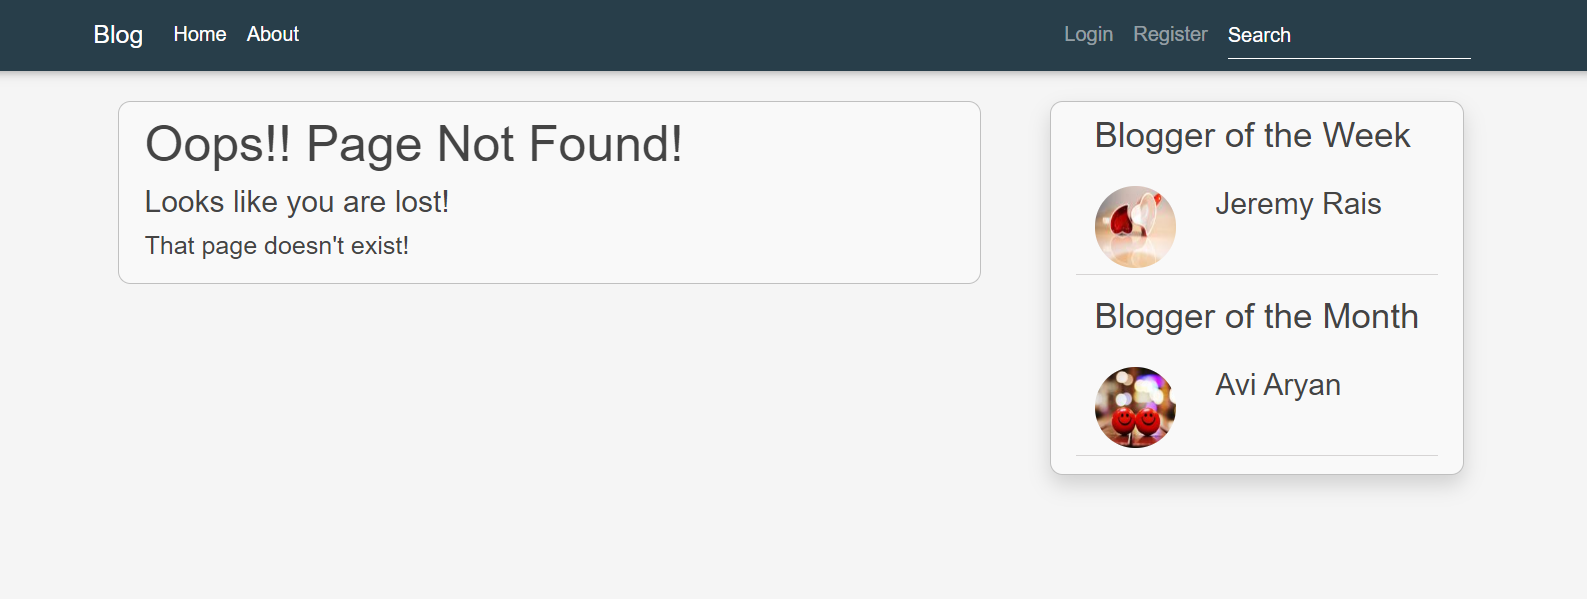 Blog Home About Login Register Search
Oops!! Page Not Found!
Looks like you are lost!
That page doesn't exist!
Blogger of the Week
Jeremy Rais
Blogger of the Month
Avi Aryan